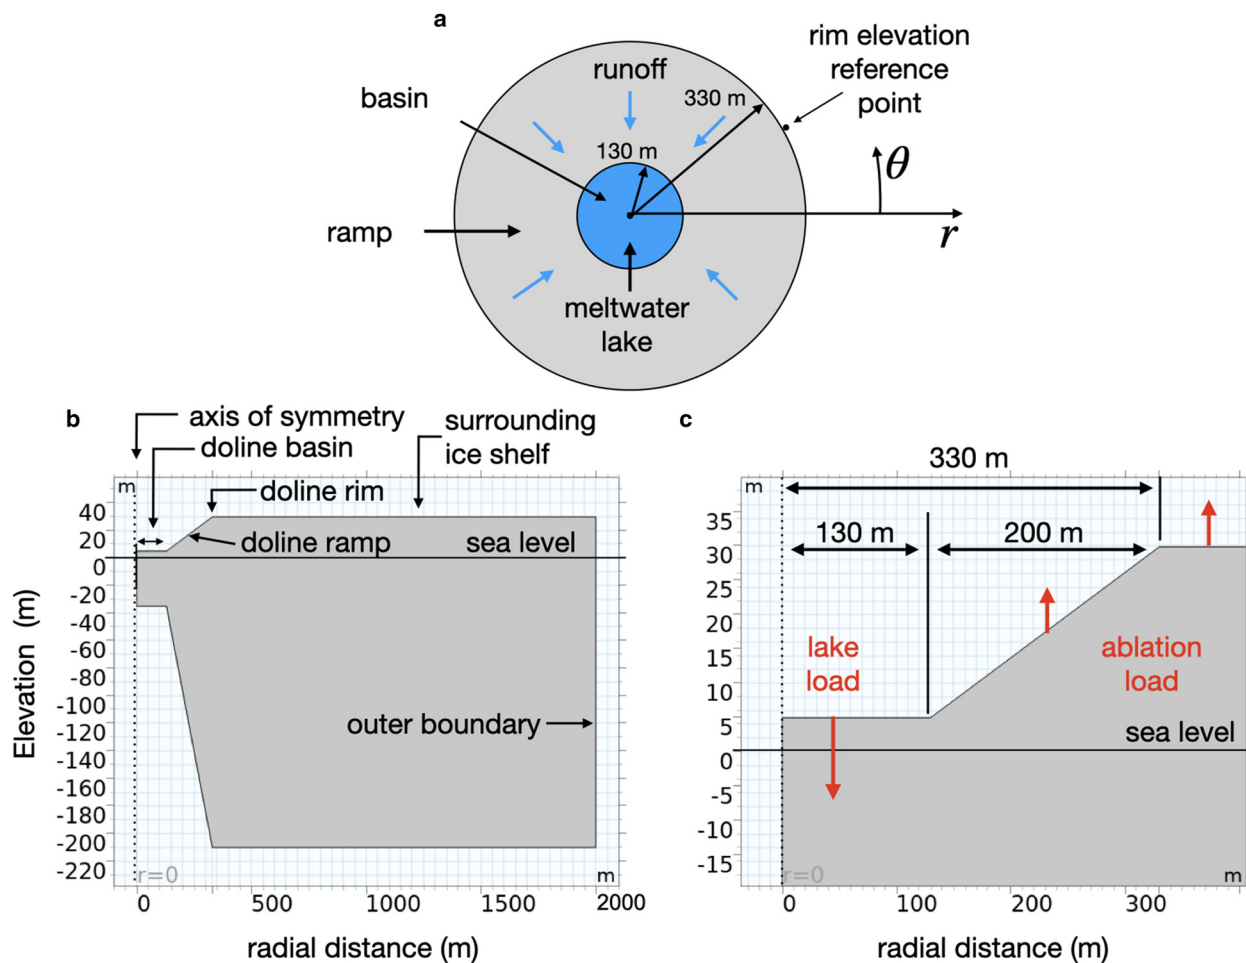 a
rim elevation
reference
point
runoff
basin
330 m
130 m
θ
r
ramp
meltwater
lake
b
axis of symmetry
doline basin
surrounding
ice shelf
m
doline rim
40
20
doline ramp
sea level
0
-20
-40
-60
-80
-100
-120
-140
-160
-180
-200
-220
Elevation (m)
outer boundary
r=0
m
0
500
1000
1500
2000
radial distance (m)
c
330 m
m
35
130 m
200 m
30
25
20
lake
load
ablation
load
15
10
5
sea level
0
-5
-10
-15
r=0
m
0
100
200
300
radial distance (m)